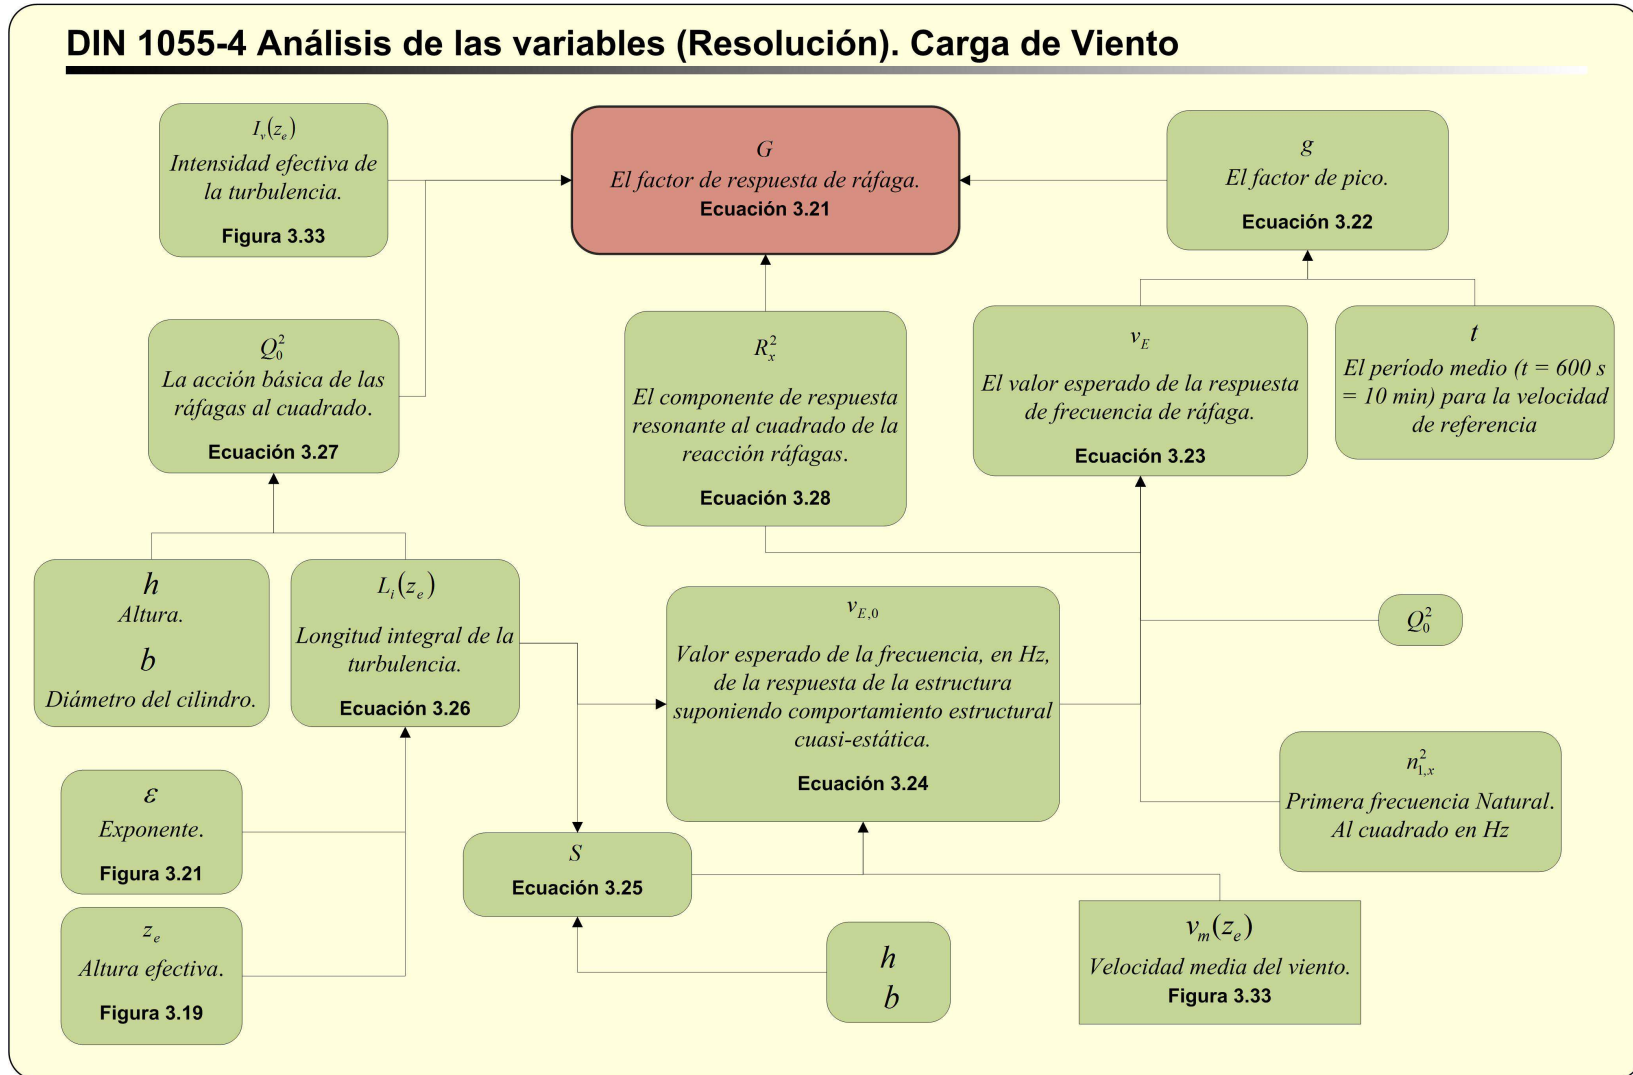 DIN 1055-4 Análisis de las variables (Resolución). Carga de Viento
I_v(z_e)
Intensidad efectiva de
la turbulencia.
Figura 3.33
G
El factor de respuesta de ráfaga.
Ecuación 3.21
g
El factor de pico.
Ecuación 3.22
Q_0^2
La acción básica de las
ráfagas al cuadrado.
Ecuación 3.27
R_x^2
El componente de respuesta
resonante al cuadrado de la
reacción ráfagas.
Ecuación 3.28
v_E
El valor esperado de la respuesta
de frecuencia de ráfaga.
Ecuación 3.23
t
El período medio (t = 600 s
= 10 min) para la velocidad
de referencia
h
Altura.
b
Diámetro del cilindro.
L_i(z_e)
Longitud integral de la
turbulencia.
Ecuación 3.26
v_{E,0}
Valor esperado de la frecuencia, en Hz,
de la respuesta de la estructura
suponiendo comportamiento estructural
cuasi-estática.
Ecuación 3.24
Q_0^2
n_{1,x}^2
Primera frecuencia Natural.
Al cuadrado en Hz
ε
Exponente.
Figura 3.21
S
Ecuación 3.25
z_e
Altura efectiva.
Figura 3.19
h
b
v_m(z_e)
Velocidad media del viento.
Figura 3.33